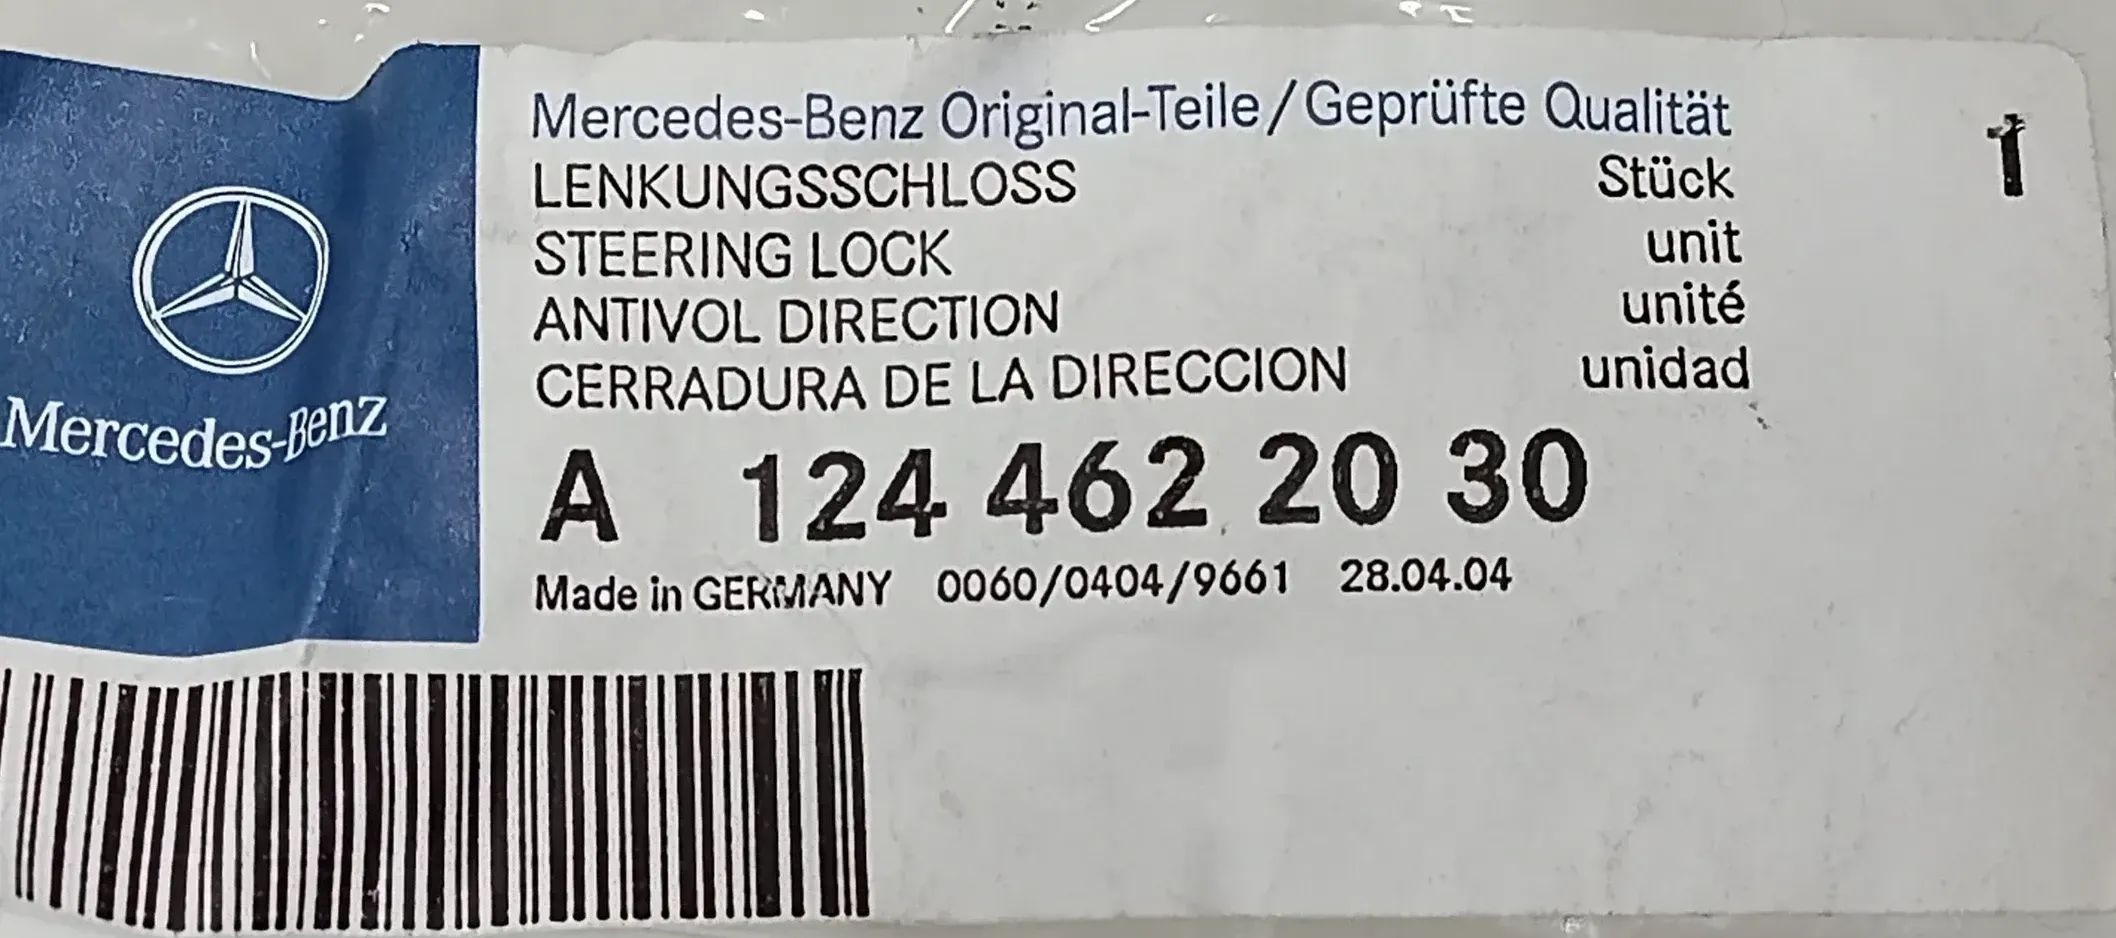 Mercedes-Benz
Mercedes-Benz Original-Teile/Geprüfte Qualität
LENKUNGSSCHLOSS Stück 1
STEERING LOCK unit
ANTIVOL DIRECTION unité
CERRADURA DE LA DIRECCION unidad
A 124 462 20 30
Made in GERMANY 0060/0404/9661 28.04.04